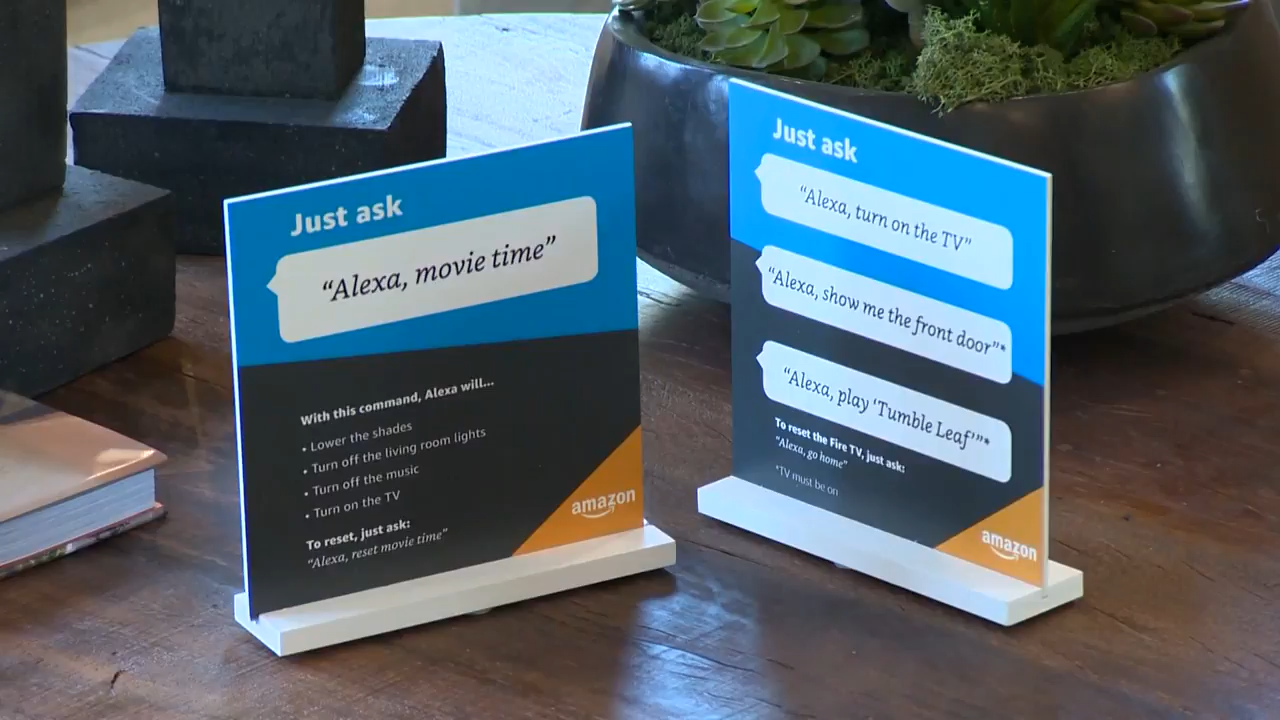 Just ask
“Alexa, movie time”
With this command, Alexa will...
• Lower the shades
• Turn off the living room lights
• Turn off the music
• Turn on the TV
To reset, just ask:
“Alexa, reset movie time”
amazon
Just ask
“Alexa, turn on the TV”
“Alexa, show me the front door”*
“Alexa, play ‘Tumble Leaf’”*
To reset the Fire TV, just ask:
“Alexa, go home”
*TV must be on
amazon